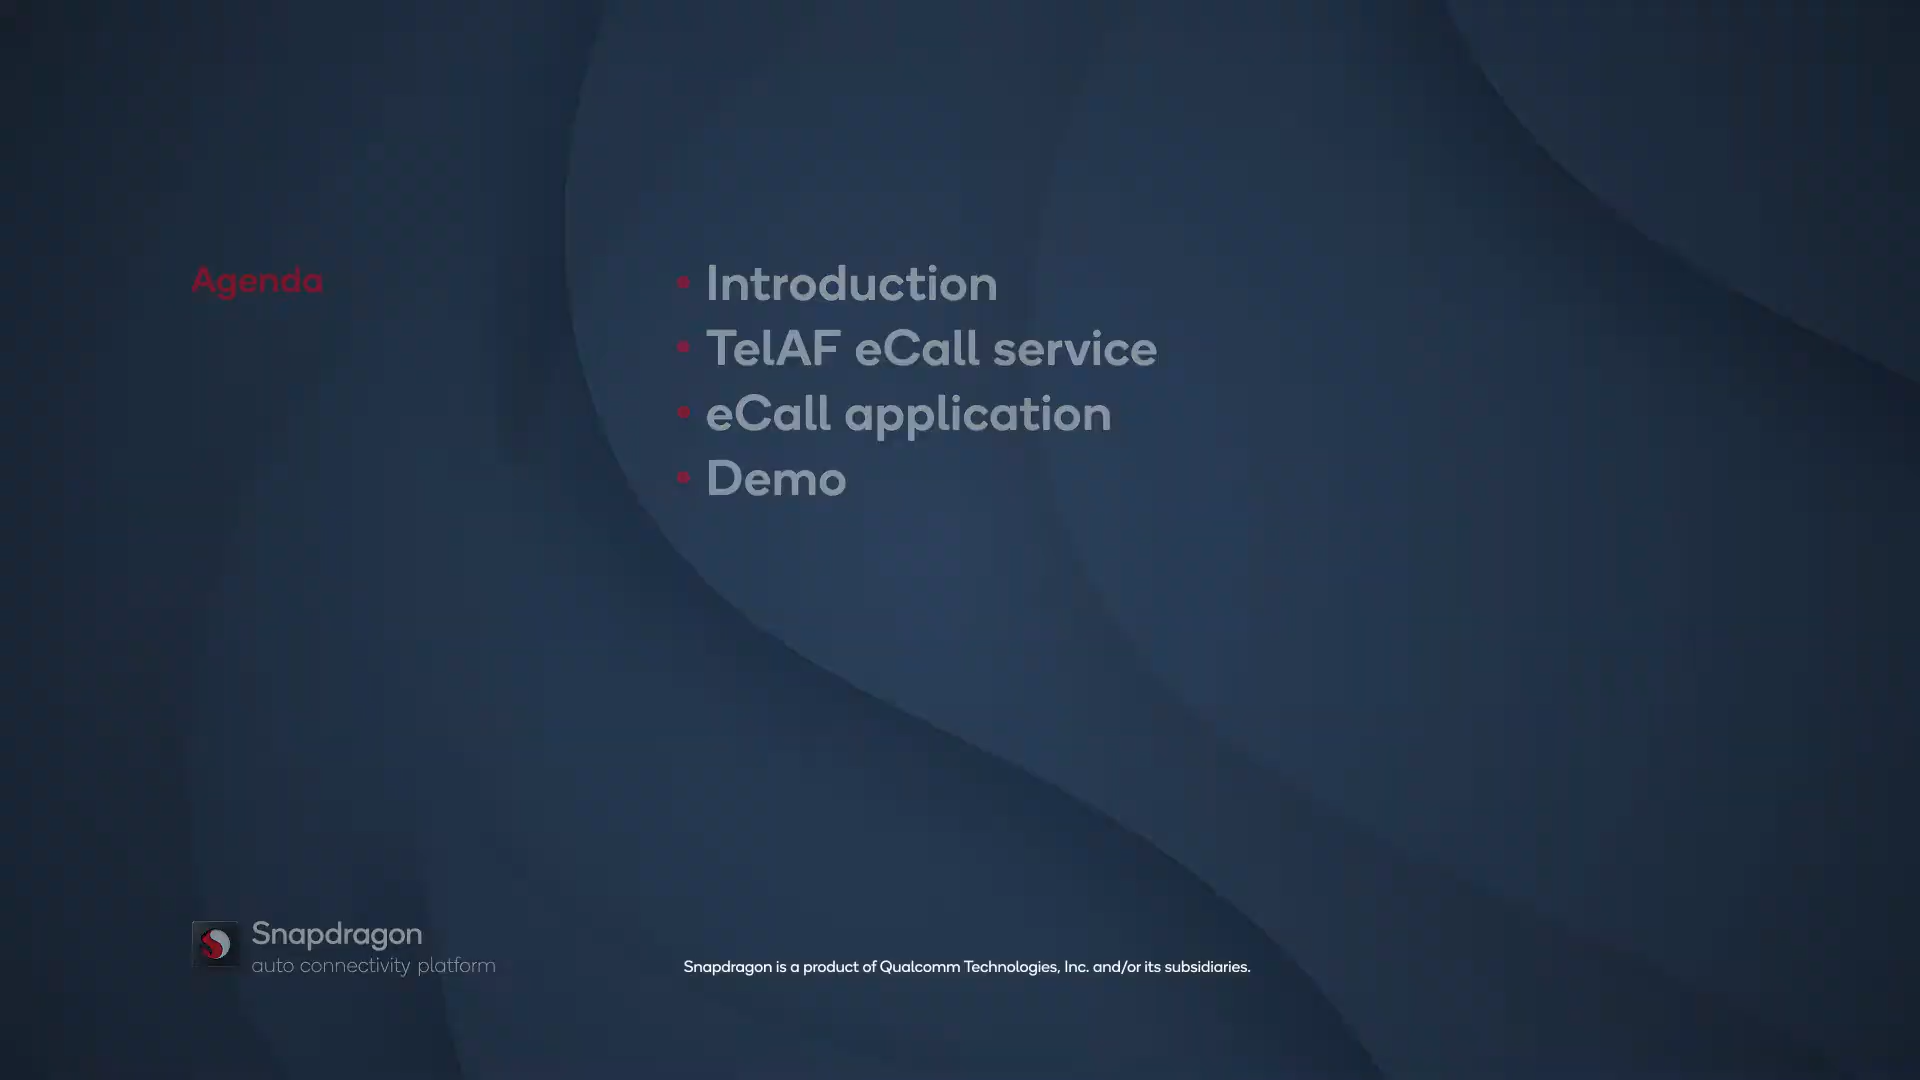 Agenda
• Introduction
• TelAF eCall service
• eCall application
• Demo
Snapdragon
auto connectivity platform
Snapdragon is a product of Qualcomm Technologies, Inc. and/or its subsidiaries.